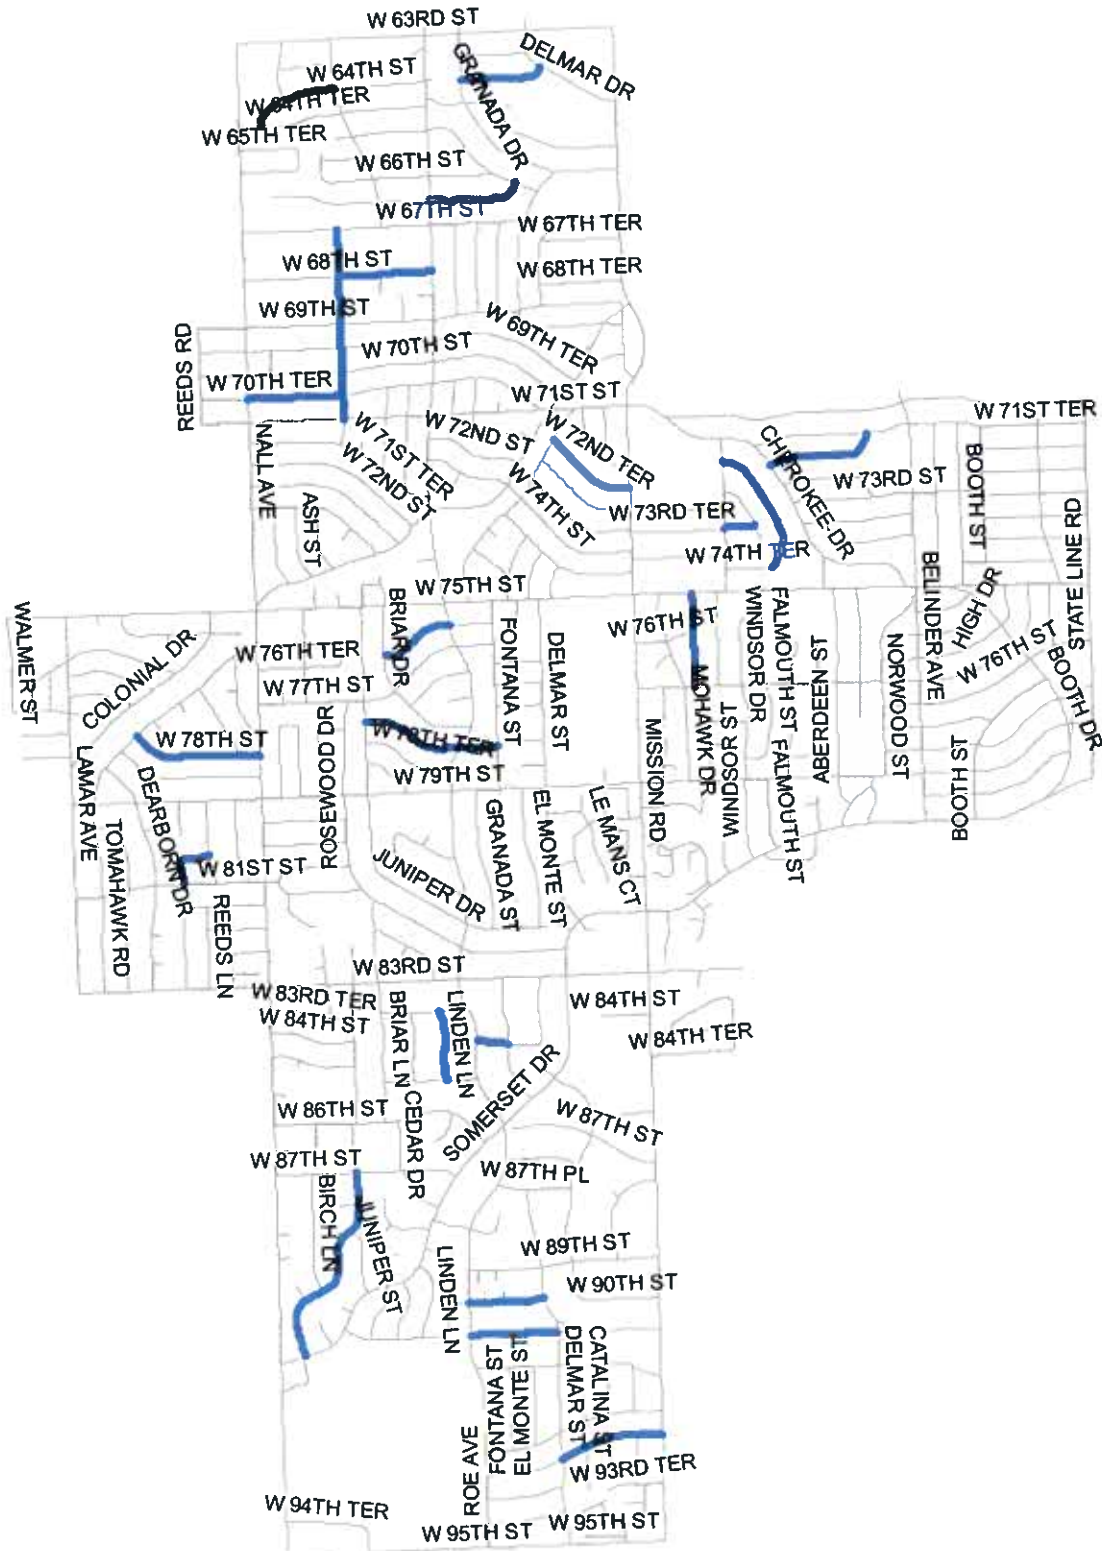 W 63RD ST
DELMAR DR
GRANADA DR
W 64TH ST
W 64TH TER
W 65TH TER
W 66TH ST
W 67TH ST
W 67TH TER
W 68TH ST
W 68TH TER
W 69TH ST
W 69TH TER
REEDS RD
W 70TH ST
W 70TH TER
W 71ST ST
W 71ST TER
W 72ND ST
W 72ND TER
NALL AVE
W 71ST TER
W 72ND ST
W 74TH ST
CHEROKEE DR
W 73RD ST
BOOTH ST
STATE LINE RD
ASH ST
W 73RD TER
W 74TH TER
W 75TH ST
BELINDER AVE
HIGH DR
WALMER ST
COLONIAL DR
BRIAR DR
W 76TH TER
W 77TH ST
FONTANA ST
DELMAR ST
W 76TH ST
MOHAWK DR
WINDSOR DR
FALMOUTH ST
ABERDEEN ST
NORWOOD ST
W 76TH ST
BOOTH DR
W 78TH ST
ROSEWOOD DR
W 78TH TER
W 79TH ST
MISSION RD
WINDSOR ST
FALMOUTH ST
BOOTH ST
LAMAR AVE
DEARBORN DR
TOMAHAWK RD
W 81ST ST
REEDS LN
JUNIPER DR
GRANADA ST
EL MONTE ST
LE MANS CT
W 83RD ST
W 83RD TER
W 84TH ST
BRIAR LN
LINDEN LN
W 84TH ST
W 84TH TER
SOMERSET DR
W 86TH ST
CEDAR DR
W 87TH ST
W 87TH ST
W 87TH PL
BIRCH LN
JUNIPER ST
LINDEN LN
W 89TH ST
W 90TH ST
FONTANA ST
EL MONTE ST
DELMAR ST
CATALINA ST
ROE AVE
W 93RD TER
W 94TH TER
W 95TH ST
W 95TH ST